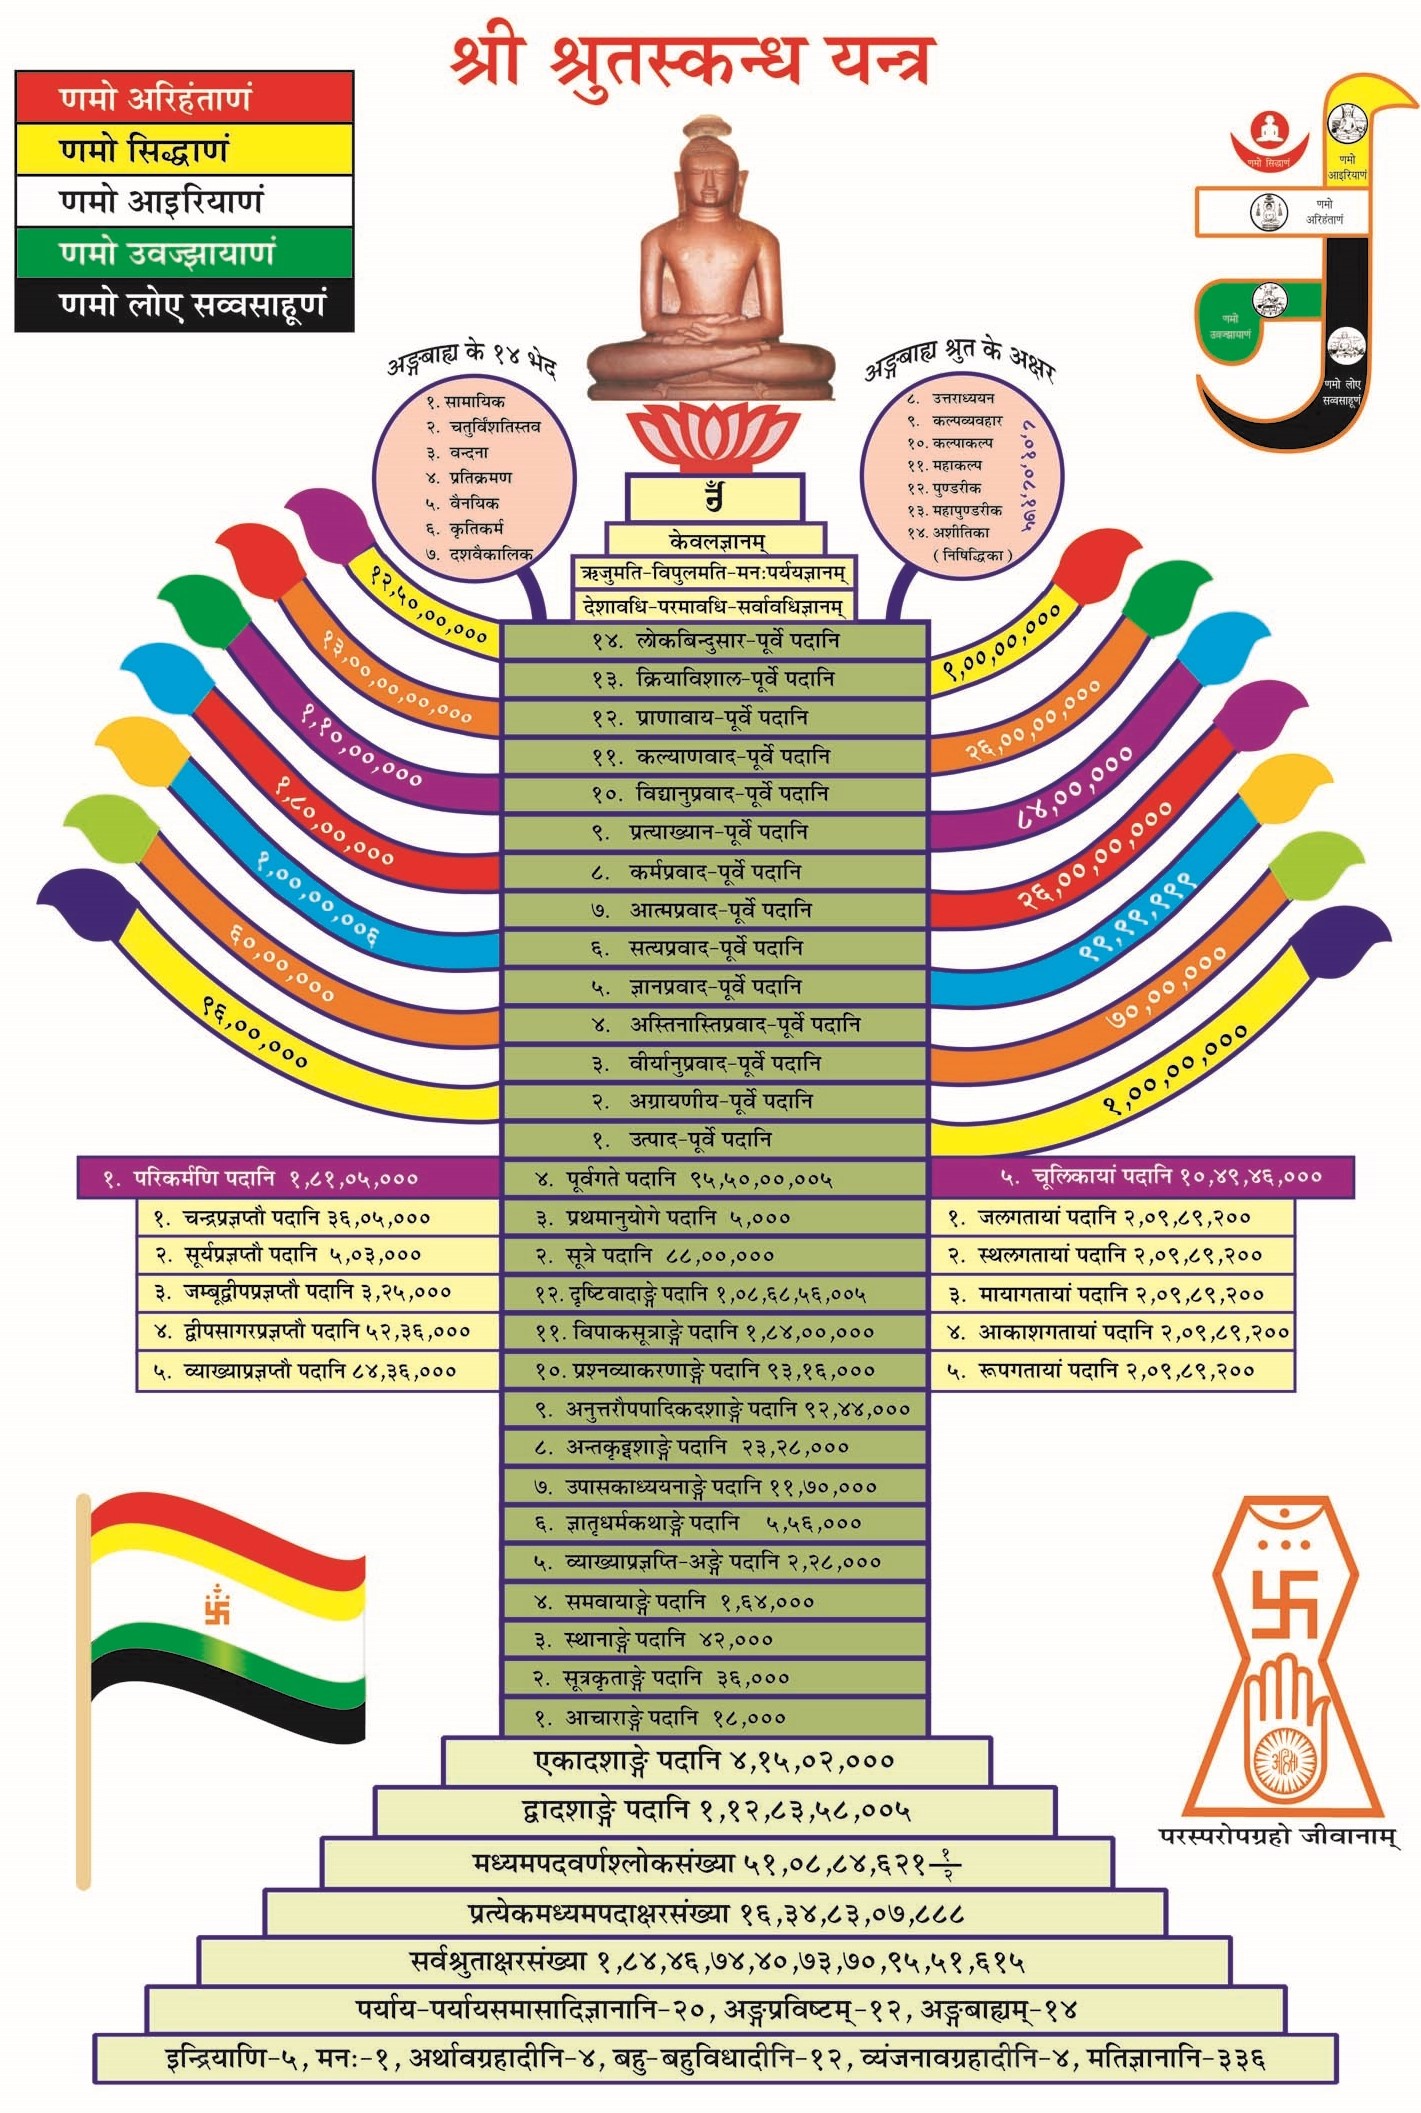 श्री श्रुतस्कन्ध यन्त्र
णमो अरिहंताणं
णमो सिद्धाणं
णमो आइरियाणं
णमो उवज्झायाणं
णमो लोए सव्वसाहूणं
णमो सिद्धाणं
णमो
आइरियाणं
णमो
अरिहंताणं
णमो
उवज्झायाणं
णमो लोए
सव्वसाहूणं
अङ्गबाह्य के १४ भेद
१. सामायिक
२. चतुर्विंशतिस्तव
३. वन्दना
४. प्रतिक्रमण
५. वैनयिक
६. कृतिकर्म
७. दशवैकालिक
अङ्गबाह्य श्रुत के अक्षर
८. उत्तराध्ययन
९. कल्पव्यवहार
१०. कल्पाकल्प
११. महाकल्प
१२. पुण्डरीक
१३. महापुण्डरीक
१४. अशीतिका
(निषिद्धिका)
८,०१,०८,१७५
केवलज्ञानम्
ऋजुमति-विपुलमति-मनःपर्ययज्ञानम्
देशावधि-परमावधि-सर्वावधिज्ञानम्
१२,५०,००,०००
१४. लोकबिन्दुसार-पूर्वे पदानि
९,००,००,०००
१३. क्रियाविशाल-पूर्वे पदानि
१३,००,००,०००
१२. प्राणावाय-पूर्वे पदानि
२६,००,००,०००
११. कल्याणवाद-पूर्वे पदानि
१,१०,००,०००
१०. विद्यानुप्रवाद-पूर्वे पदानि
८४,००,०००
९. प्रत्याख्यान-पूर्वे पदानि
१,८०,००,०००
८. कर्मप्रवाद-पूर्वे पदानि
२६,००,००,०००
७. आत्मप्रवाद-पूर्वे पदानि
१,००,००,००६
६. सत्यप्रवाद-पूर्वे पदानि
९९,९९,९९९
५. ज्ञानप्रवाद-पूर्वे पदानि
६०,००,०००
४. अस्तिनास्तिप्रवाद-पूर्वे पदानि
७०,००,०००
३. वीर्यानुप्रवाद-पूर्वे पदानि
९६,००,०००
२. अग्रायणीय-पूर्वे पदानि
१,००,००,०००
१. उत्पाद-पूर्वे पदानि
१. परिकर्मणि पदानि १,८१,०५,०००
४. पूर्वगते पदानि ९५,५०,००,००५
५. चूलिकायां पदानि १०,४९,४६,०००
१. चन्द्रप्रज्ञप्तौ पदानि ३६,०५,०००
३. प्रथमानुयोगे पदानि ५,०००
१. जलगतायां पदानि २,०९,८९,२००
२. सूर्यप्रज्ञप्तौ पदानि ५,०३,०००
२. सूत्रे पदानि ८८,००,०००
२. स्थलगतायां पदानि २,०९,८९,२००
३. जम्बूद्वीपप्रज्ञप्तौ पदानि ३,२५,०००
१२. दृष्टिवादाङ्गे पदानि १,०८,६८,५६,००५
३. मायागतायां पदानि २,०९,८९,२००
४. द्वीपसागरप्रज्ञप्तौ पदानि ५२,३६,०००
११. विपाकसूत्राङ्गे पदानि १,८४,००,०००
४. आकाशगतायां पदानि २,०९,८९,२००
५. व्याख्याप्रज्ञप्तौ पदानि ८४,३६,०००
१०. प्रश्नव्याकरणाङ्गे पदानि ९३,१६,०००
५. रूपगतायां पदानि २,०९,८९,२००
९. अनुत्तरौपपादिकदशाङ्गे पदानि ९२,४४,०००
८. अन्तकृद्दशाङ्गे पदानि २३,२८,०००
७. उपासकाध्ययनाङ्गे पदानि ११,७०,०००
६. ज्ञातृधर्मकथाङ्गे पदानि ५,५६,०००
५. व्याख्याप्रज्ञप्ति-अङ्गे पदानि २,२८,०००
४. समवायाङ्गे पदानि १,६४,०००
३. स्थानाङ्गे पदानि ४२,०००
२. सूत्रकृताङ्गे पदानि ३६,०००
१. आचाराङ्गे पदानि १८,०००
अहिंसा
परस्परोपग्रहो जीवानाम्
एकादशाङ्गे पदानि ४,१५,०२,०००
द्वादशाङ्गे पदानि १,१२,८३,५८,००५
मध्यमपदवर्णश्लोकसंख्या ५१,०८,८४,६२१ १/२
प्रत्येकमध्यमपदाक्षरसंख्या १६,३४,८३,०७,८८८
सर्वश्रुताक्षरसंख्या १,८४,४६,७४,४०,७३,७०,९५,५१,६१५
पर्याय-पर्यायसमासादिज्ञानानि-२०, अङ्गप्रविष्टम्-१२, अङ्गबाह्यम्-१४
इन्द्रियाणि-५, मनः-१, अर्थावग्रहादीनि-४, बहु-बहुविधादीनि-१२, व्यंजनावग्रहादीनि-४, मतिज्ञानानि-३३६